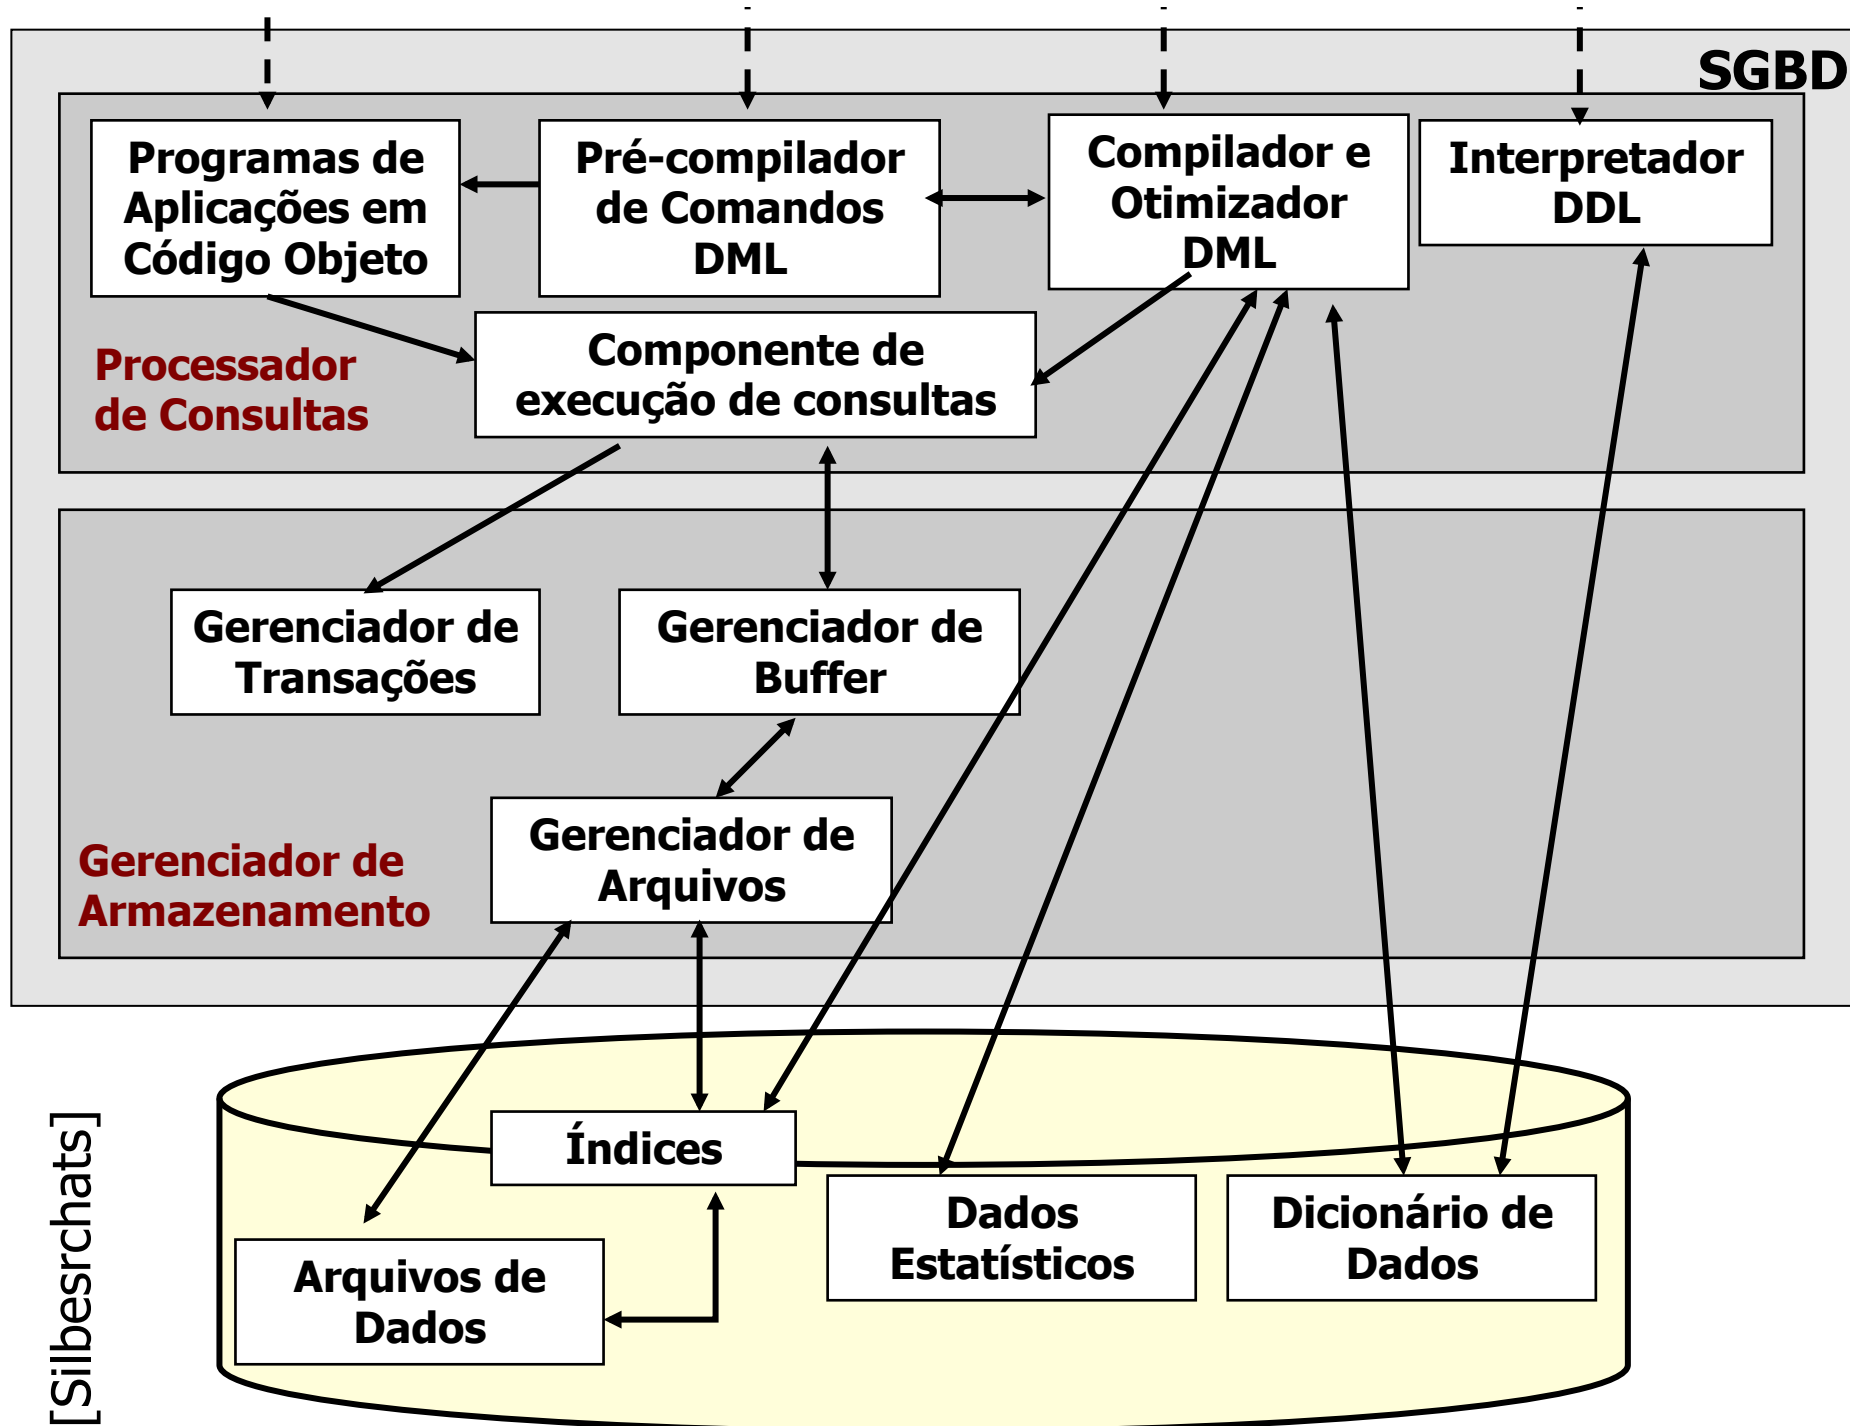 SGBD
Programas de
Aplicações em
Código Objeto
Pré-compilador
de Comandos
DML
Compilador e
Otimizador
DML
Interpretador
DDL
Processador
de Consultas
Componente de
execução de consultas
Gerenciador de
Transações
Gerenciador de
Buffer
Gerenciador de
Arquivos
Gerenciador de
Armazenamento
Índices
Dados
Estatísticos
Dicionário de
Dados
Arquivos de
Dados
[Silbesrchats]